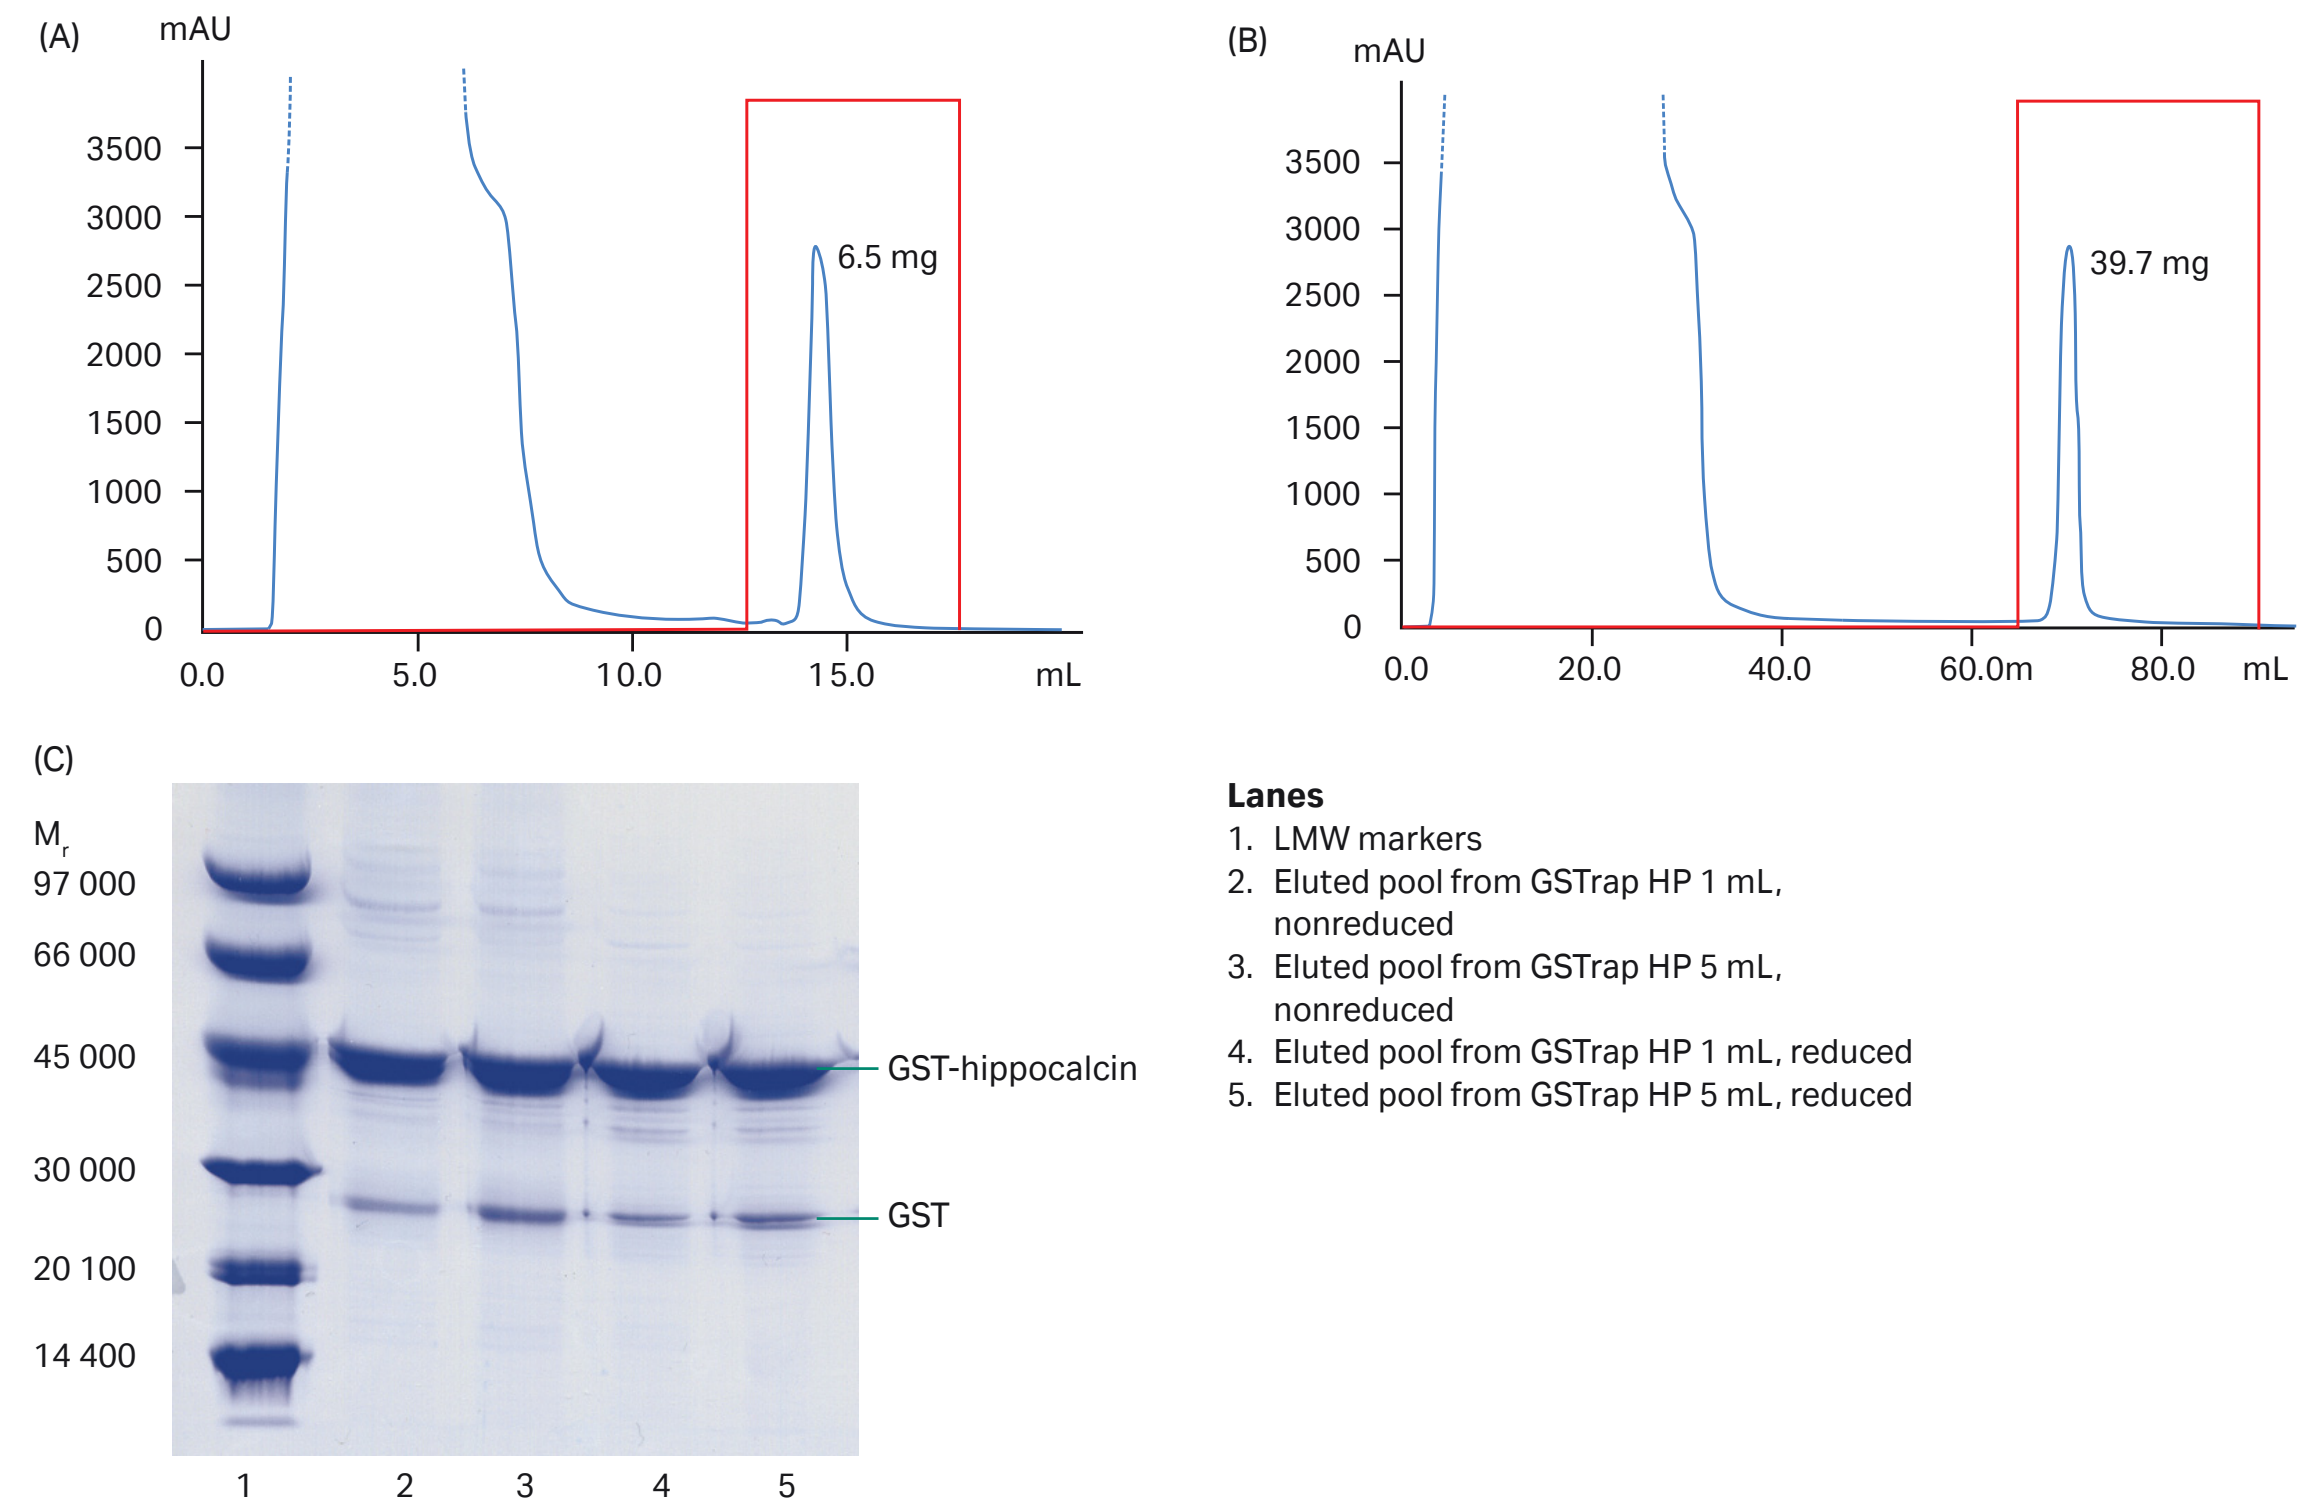 (A)
mAU
3500
3000
2500
2000
1500
1000
500
0
0.0 5.0 10.0 15.0 mL
6.5 mg
(B)
mAU
3500
3000
2500
2000
1500
1000
500
0
0.0 20.0 40.0 60.0m 80.0 mL
39.7 mg
(C)
Mr
97 000
66 000
45 000
30 000
20 100
14 400
GST-hippocalcin
GST
1 2 3 4 5
Lanes
1. LMW markers
2. Eluted pool from GSTrap HP 1 mL,
nonreduced
3. Eluted pool from GSTrap HP 5 mL,
nonreduced
4. Eluted pool from GSTrap HP 1 mL, reduced
5. Eluted pool from GSTrap HP 5 mL, reduced